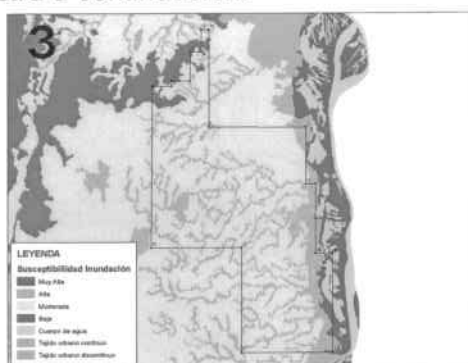 3
LEYENDA
Susceptibilidad Inundación
Muy Alta
Alta
Moderada
Baja
Cuerpo de agua
Tejido urbano continuo
Tejido urbano discontinuo